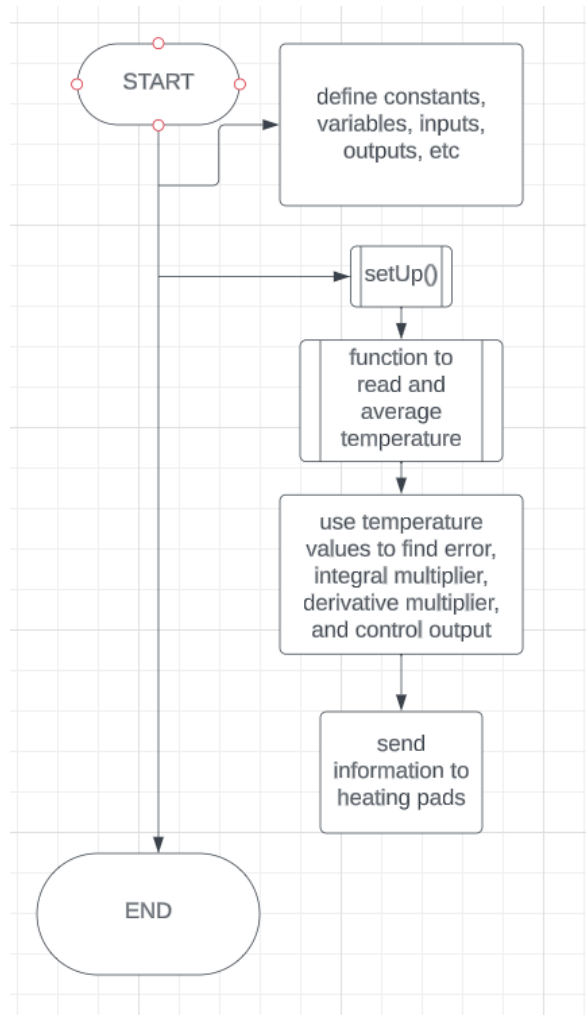 START
define constants,
variables, inputs,
outputs, etc
setUp()
function to
read and
average
temperature
use temperature
values to find error,
integral multiplier,
derivative multiplier,
and control output
send
information to
heating pads
END